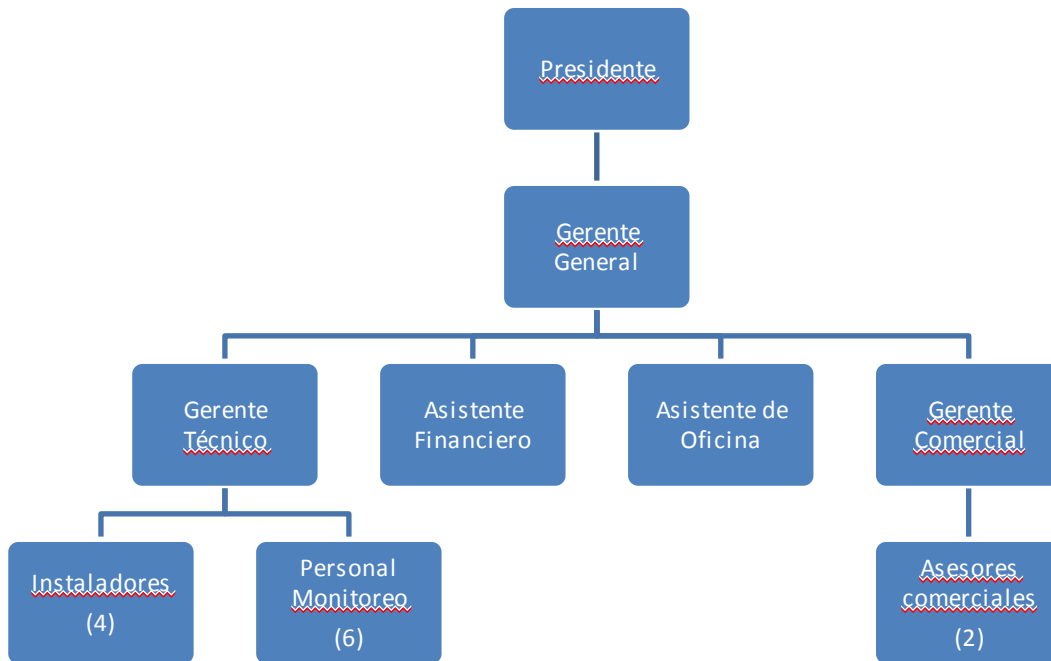 Presidente
Gerente
General
Gerente
Técnico
Asistente
Financiero
Asistente de
Oficina
Gerente
Comercial
Instaladores
(4)
Personal
Monitoreo
(6)
Asesores
comerciales
(2)